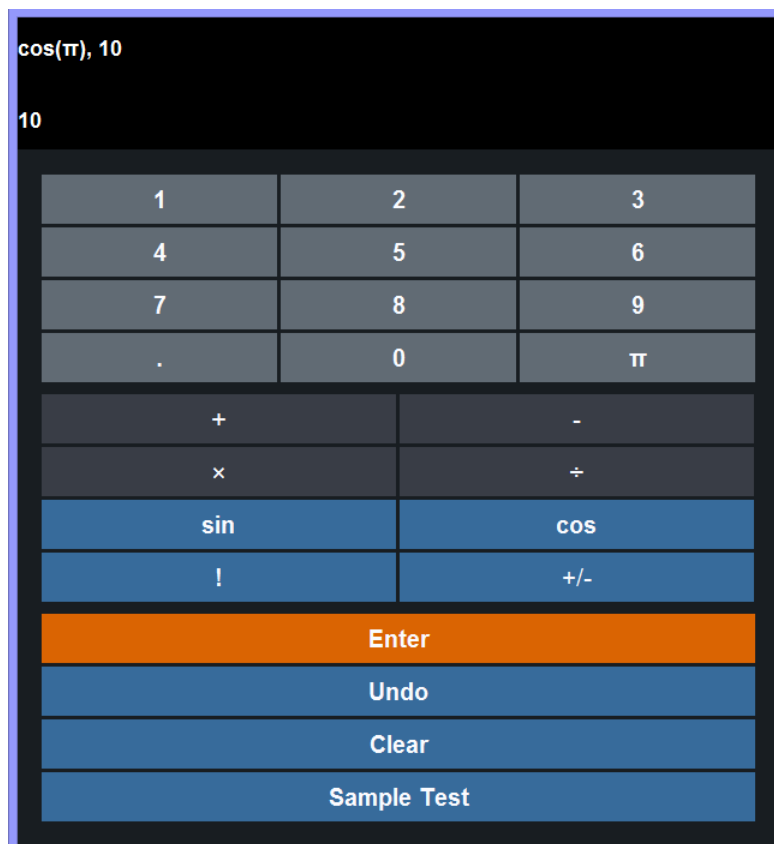 cos(π), 10
10
1 2 3
4 5 6
7 8 9
. 0 π
+ -
× ÷
sin cos
! +/-
Enter
Undo
Clear
Sample Test